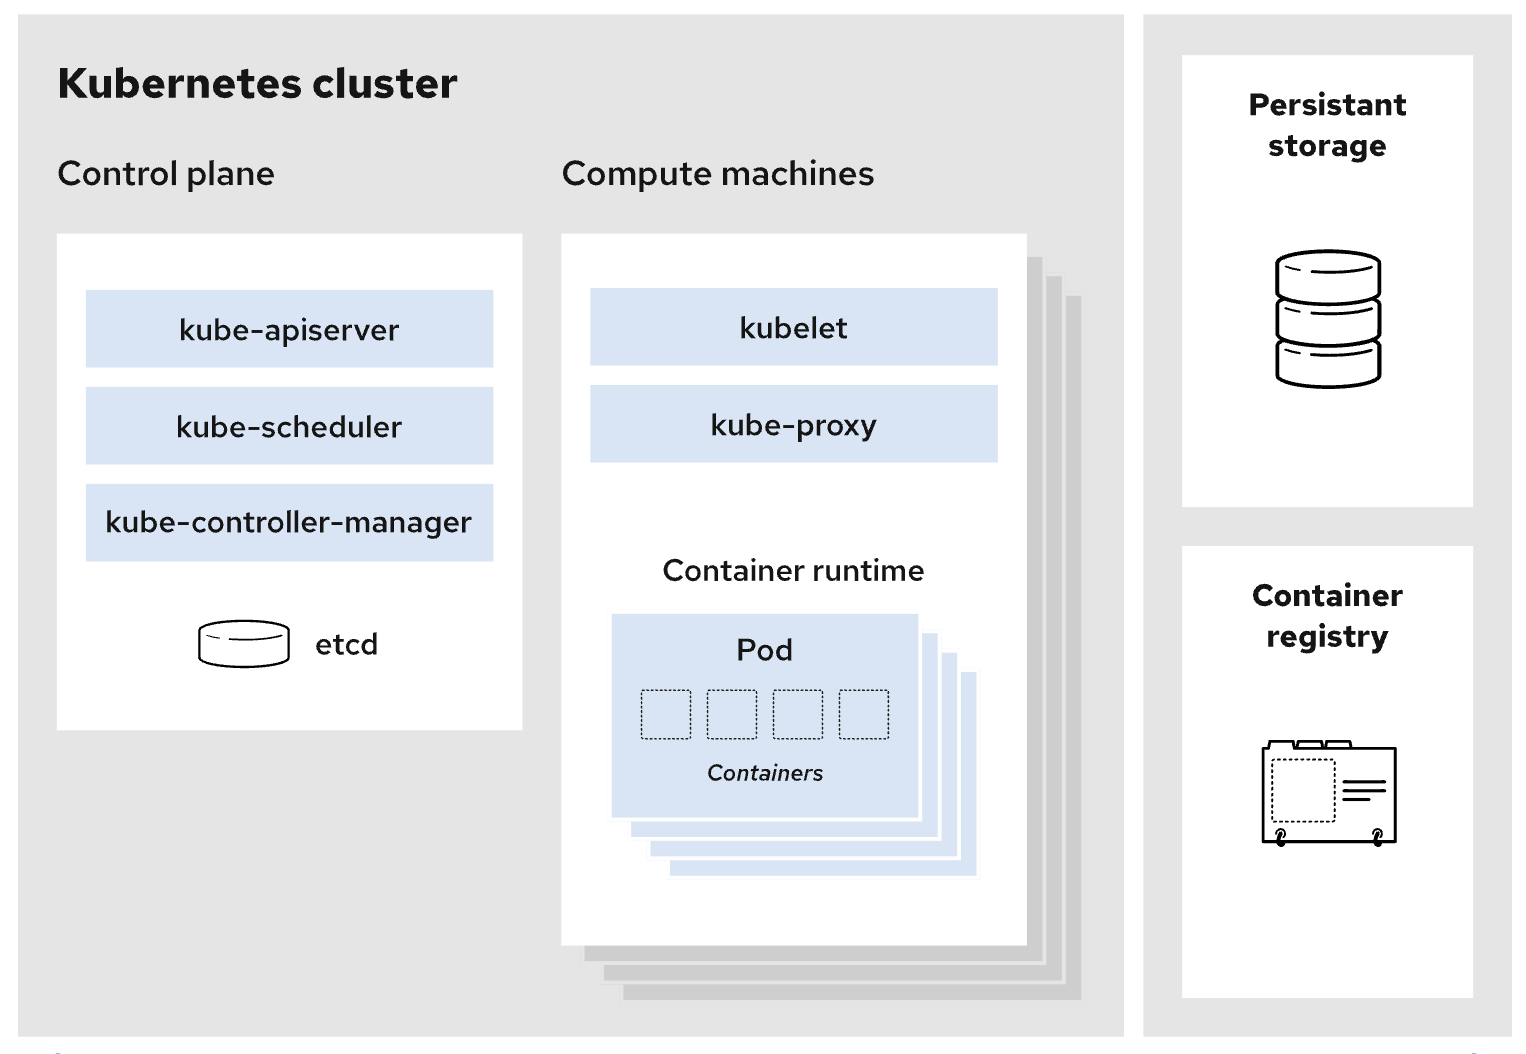 Kubernetes cluster
Control plane
kube-apiserver
kube-scheduler
kube-controller-manager
etcd
Compute machines
kubelet
kube-proxy
Container runtime
Pod
Containers
Persistant
storage
Container
registry